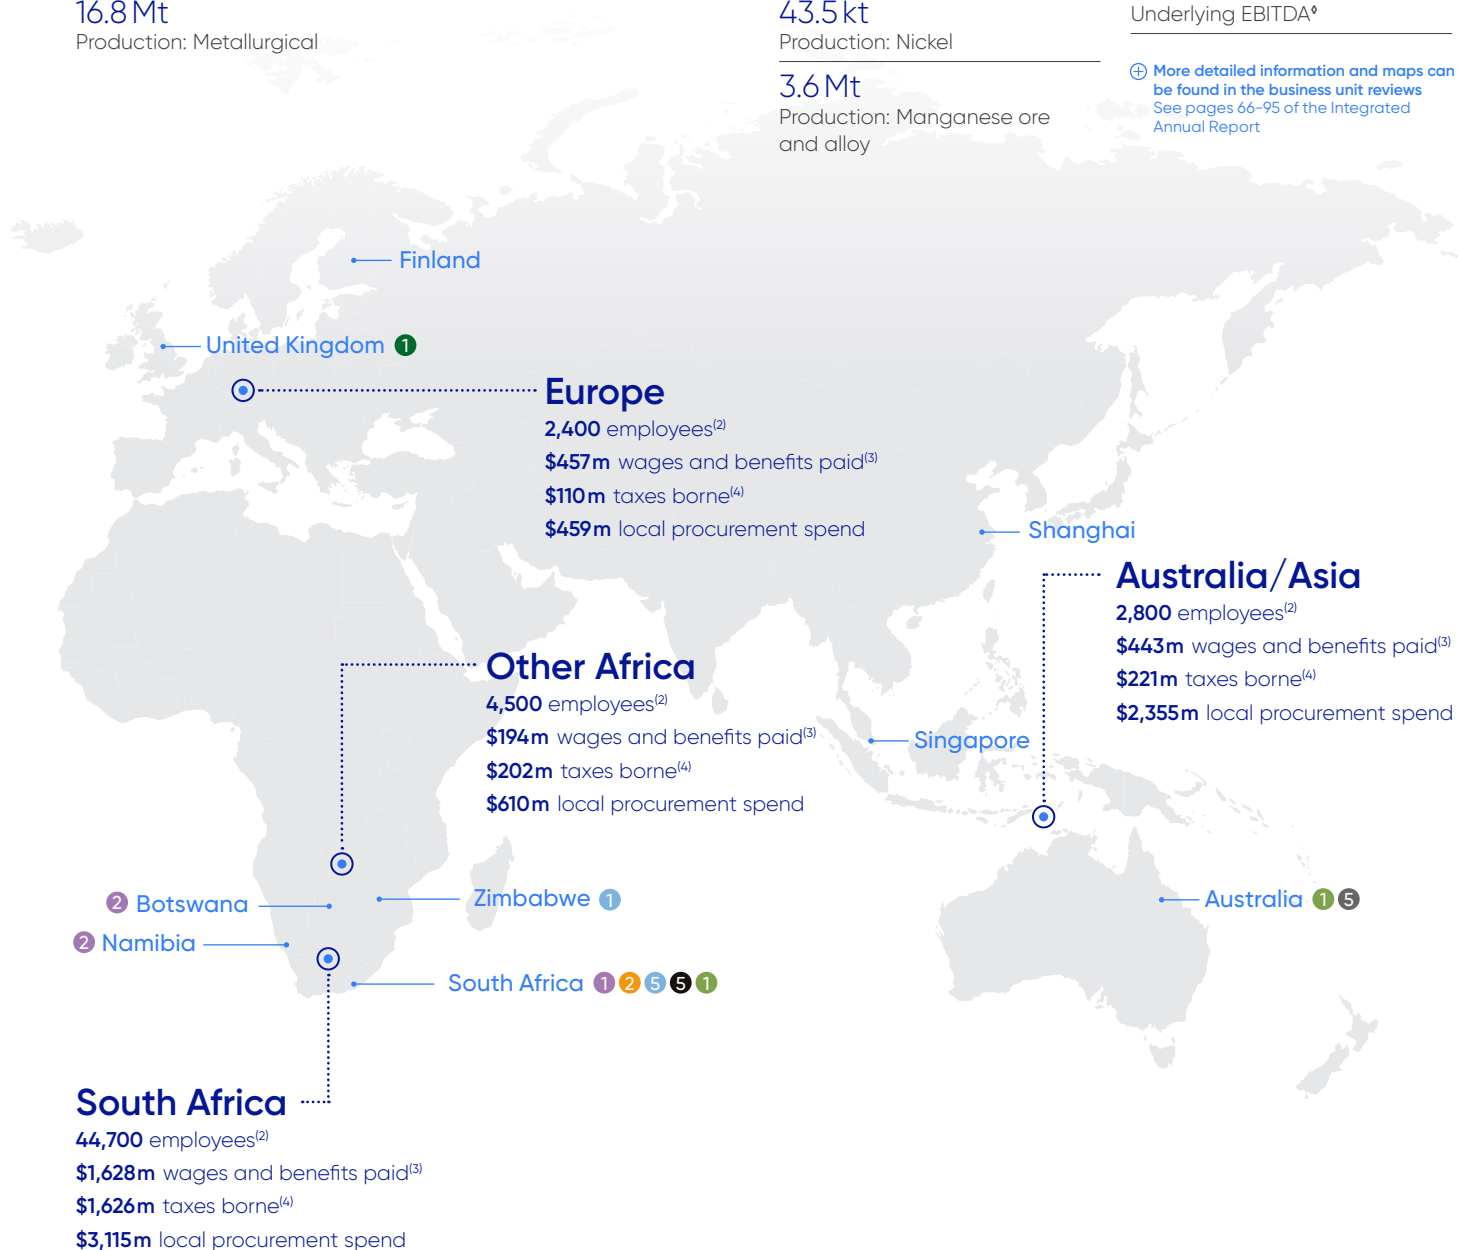 16.8 Mt
Production: Metallurgical
43.5 kt
Production: Nickel
3.6 Mt
Production: Manganese ore
and alloy
Underlying EBITDA◊
More detailed information and maps can
be found in the business unit reviews
See pages 66-95 of the Integrated
Annual Report
Finland
United Kingdom 1
Europe
2,400 employees(2)
$457m wages and benefits paid(3)
$110m taxes borne(4)
$459m local procurement spend
Shanghai
Australia/Asia
2,800 employees(2)
$443m wages and benefits paid(3)
$221m taxes borne(4)
$2,355m local procurement spend
Other Africa
4,500 employees(2)
$194m wages and benefits paid(3)
$202m taxes borne(4)
$610m local procurement spend
Singapore
2 Botswana
Zimbabwe 1
Australia 1 5
2 Namibia
South Africa 1 2 5 5 1
South Africa
44,700 employees(2)
$1,628m wages and benefits paid(3)
$1,626m taxes borne(4)
$3,115m local procurement spend